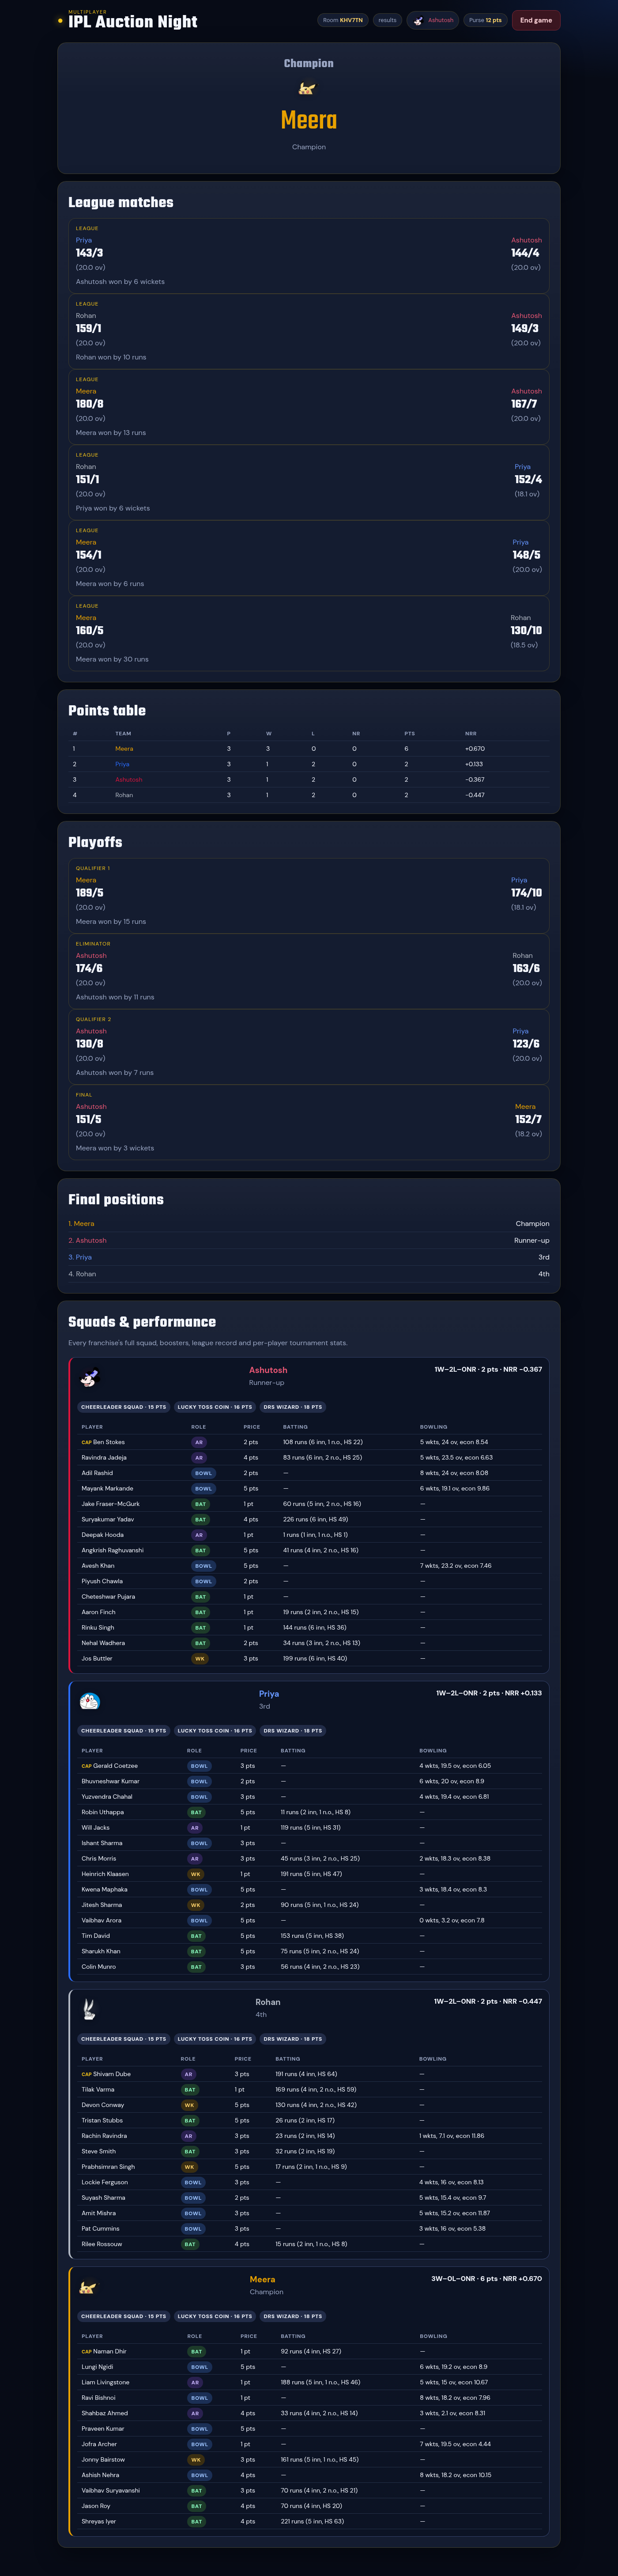 MULTIPLAYER
IPL Auction Night
Room KHV7TN
results
Ashutosh
Purse 12 pts
End game
Champion
Meera
Champion
League matches
LEAGUE
Priya Ashutosh
143/3 144/4
(20.0 ov) (20.0 ov)
Ashutosh won by 6 wickets
LEAGUE
Rohan Ashutosh
159/1 149/3
(20.0 ov) (20.0 ov)
Rohan won by 10 runs
LEAGUE
Meera Ashutosh
180/8 167/7
(20.0 ov) (20.0 ov)
Meera won by 13 runs
LEAGUE
Rohan Priya
151/1 152/4
(20.0 ov) (18.1 ov)
Priya won by 6 wickets
LEAGUE
Meera Priya
154/1 148/5
(20.0 ov) (20.0 ov)
Meera won by 6 runs
LEAGUE
Meera Rohan
160/5 130/10
(20.0 ov) (18.5 ov)
Meera won by 30 runs
Points table
# TEAM P W L NR PTS NRR
1 Meera 3 3 0 0 6 +0.670
2 Priya 3 1 2 0 2 +0.133
3 Ashutosh 3 1 2 0 2 -0.367
4 Rohan 3 1 2 0 2 -0.447
Playoffs
QUALIFIER 1
Meera Priya
189/5 174/10
(20.0 ov) (18.1 ov)
Meera won by 15 runs
ELIMINATOR
Ashutosh Rohan
174/6 163/6
(20.0 ov) (20.0 ov)
Ashutosh won by 11 runs
QUALIFIER 2
Ashutosh Priya
130/8 123/6
(20.0 ov) (20.0 ov)
Ashutosh won by 7 runs
FINAL
Ashutosh Meera
151/5 152/7
(20.0 ov) (18.2 ov)
Meera won by 3 wickets
Final positions
1. Meera Champion
2. Ashutosh Runner-up
3. Priya 3rd
4. Rohan 4th
Squads & performance
Every franchise's full squad, boosters, league record and per-player tournament stats.
Ashutosh 1W–2L–0NR · 2 pts · NRR -0.367
Runner-up
CHEERLEADER SQUAD · 15 PTS LUCKY TOSS COIN · 16 PTS DRS WIZARD · 18 PTS
PLAYER ROLE PRICE BATTING BOWLING
CAP Ben Stokes AR 2 pts 108 runs (6 inn, 1 n.o., HS 22) 5 wkts, 24 ov, econ 8.54
Ravindra Jadeja AR 4 pts 83 runs (6 inn, 2 n.o., HS 25) 5 wkts, 23.5 ov, econ 6.63
Adil Rashid BOWL 2 pts — 8 wkts, 24 ov, econ 8.08
Mayank Markande BOWL 5 pts — 6 wkts, 19.1 ov, econ 9.86
Jake Fraser-McGurk BAT 1 pt 60 runs (5 inn, 2 n.o., HS 16) —
Suryakumar Yadav BAT 4 pts 226 runs (6 inn, HS 49) —
Deepak Hooda AR 1 pt 1 runs (1 inn, 1 n.o., HS 1) —
Angkrish Raghuvanshi BAT 5 pts 41 runs (4 inn, 2 n.o., HS 16) —
Avesh Khan BOWL 5 pts — 7 wkts, 23.2 ov, econ 7.46
Piyush Chawla BOWL 2 pts — —
Cheteshwar Pujara BAT 1 pt — —
Aaron Finch BAT 1 pt 19 runs (2 inn, 2 n.o., HS 15) —
Rinku Singh BAT 1 pt 144 runs (6 inn, HS 36) —
Nehal Wadhera BAT 2 pts 34 runs (3 inn, 2 n.o., HS 13) —
Jos Buttler WK 3 pts 199 runs (6 inn, HS 40) —
Priya 1W–2L–0NR · 2 pts · NRR +0.133
3rd
CHEERLEADER SQUAD · 15 PTS LUCKY TOSS COIN · 16 PTS DRS WIZARD · 18 PTS
PLAYER ROLE PRICE BATTING BOWLING
CAP Gerald Coetzee BOWL 3 pts — 4 wkts, 19.5 ov, econ 6.05
Bhuvneshwar Kumar BOWL 2 pts — 6 wkts, 20 ov, econ 8.9
Yuzvendra Chahal BOWL 3 pts — 4 wkts, 19.4 ov, econ 6.81
Robin Uthappa BAT 5 pts 11 runs (2 inn, 1 n.o., HS 8) —
Will Jacks AR 1 pt 119 runs (5 inn, HS 31) —
Ishant Sharma BOWL 3 pts — —
Chris Morris AR 3 pts 45 runs (3 inn, 2 n.o., HS 25) 2 wkts, 18.3 ov, econ 8.38
Heinrich Klaasen WK 1 pt 191 runs (5 inn, HS 47) —
Kwena Maphaka BOWL 5 pts — 3 wkts, 18.4 ov, econ 8.3
Jitesh Sharma WK 2 pts 90 runs (5 inn, 1 n.o., HS 24) —
Vaibhav Arora BOWL 5 pts — 0 wkts, 3.2 ov, econ 7.8
Tim David BAT 5 pts 153 runs (5 inn, HS 38) —
Sharukh Khan BAT 5 pts 75 runs (5 inn, 2 n.o., HS 24) —
Colin Munro BAT 3 pts 56 runs (4 inn, 2 n.o., HS 23) —
Rohan 1W–2L–0NR · 2 pts · NRR -0.447
4th
CHEERLEADER SQUAD · 15 PTS LUCKY TOSS COIN · 16 PTS DRS WIZARD · 18 PTS
PLAYER ROLE PRICE BATTING BOWLING
CAP Shivam Dube AR 3 pts 191 runs (4 inn, HS 64) —
Tilak Varma BAT 1 pt 169 runs (4 inn, 2 n.o., HS 59) —
Devon Conway WK 5 pts 130 runs (4 inn, 2 n.o., HS 42) —
Tristan Stubbs BAT 5 pts 26 runs (2 inn, HS 17) —
Rachin Ravindra AR 3 pts 23 runs (2 inn, HS 14) 1 wkts, 7.1 ov, econ 11.86
Steve Smith BAT 3 pts 32 runs (2 inn, HS 19) —
Prabhsimran Singh WK 5 pts 17 runs (2 inn, 1 n.o., HS 9) —
Lockie Ferguson BOWL 3 pts — 4 wkts, 16 ov, econ 8.13
Suyash Sharma BOWL 2 pts — 5 wkts, 15.4 ov, econ 9.7
Amit Mishra BOWL 3 pts — 5 wkts, 15.2 ov, econ 11.87
Pat Cummins BOWL 3 pts — 3 wkts, 16 ov, econ 5.38
Rilee Rossouw BAT 4 pts 15 runs (2 inn, 1 n.o., HS 8) —
Meera 3W–0L–0NR · 6 pts · NRR +0.670
Champion
CHEERLEADER SQUAD · 15 PTS LUCKY TOSS COIN · 16 PTS DRS WIZARD · 18 PTS
PLAYER ROLE PRICE BATTING BOWLING
CAP Naman Dhir BAT 1 pt 92 runs (4 inn, HS 27) —
Lungi Ngidi BOWL 5 pts — 6 wkts, 19.2 ov, econ 8.9
Liam Livingstone AR 1 pt 188 runs (5 inn, 1 n.o., HS 46) 5 wkts, 15 ov, econ 10.67
Ravi Bishnoi BOWL 1 pt — 8 wkts, 18.2 ov, econ 7.96
Shahbaz Ahmed AR 4 pts 33 runs (4 inn, 2 n.o., HS 14) 3 wkts, 2.1 ov, econ 8.31
Praveen Kumar BOWL 5 pts — —
Jofra Archer BOWL 1 pt — 7 wkts, 19.5 ov, econ 4.44
Jonny Bairstow WK 3 pts 161 runs (5 inn, 1 n.o., HS 45) —
Ashish Nehra BOWL 4 pts — 8 wkts, 18.2 ov, econ 10.15
Vaibhav Suryavanshi BAT 3 pts 70 runs (4 inn, 2 n.o., HS 21) —
Jason Roy BAT 4 pts 70 runs (4 inn, HS 20) —
Shreyas Iyer BAT 4 pts 221 runs (5 inn, HS 63) —